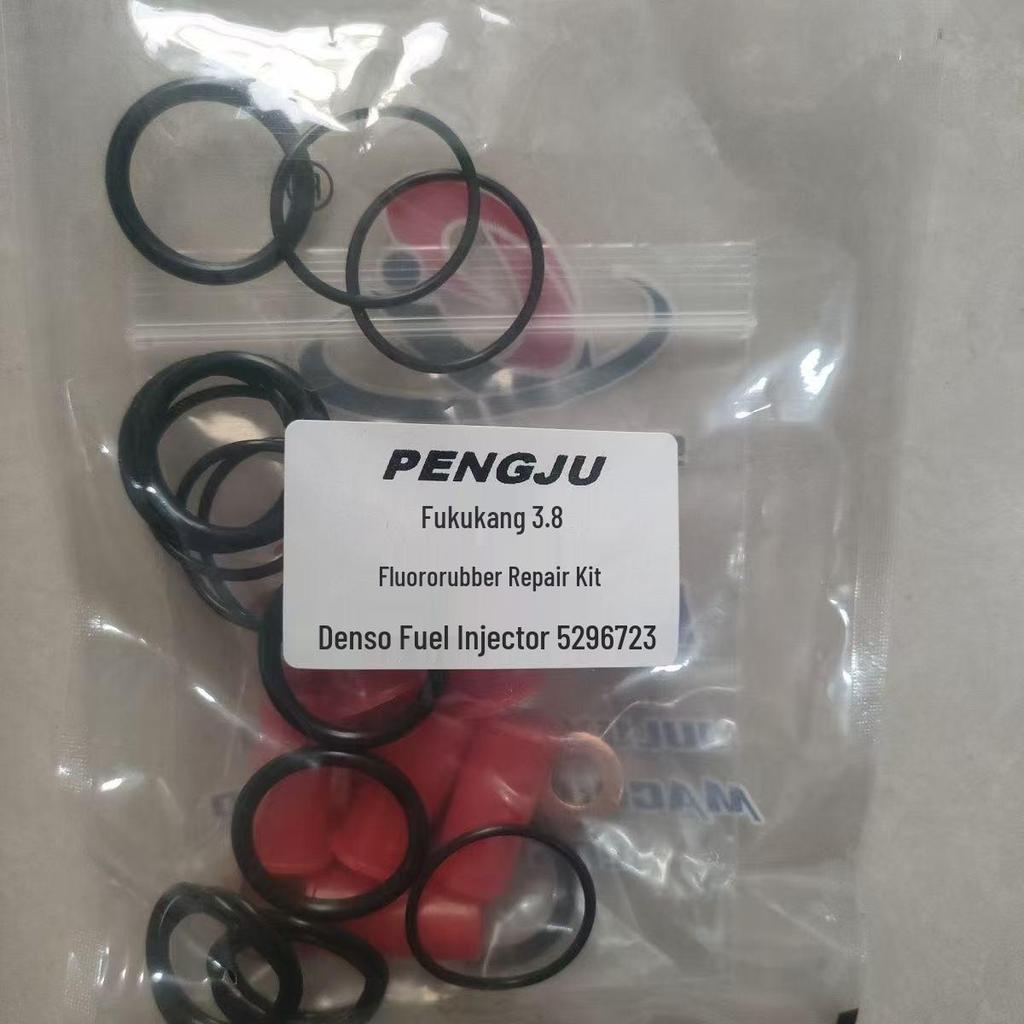 PENGJU
Fukukang 3.8
Fluororubber Repair Kit
Denso Fuel Injector 5296723